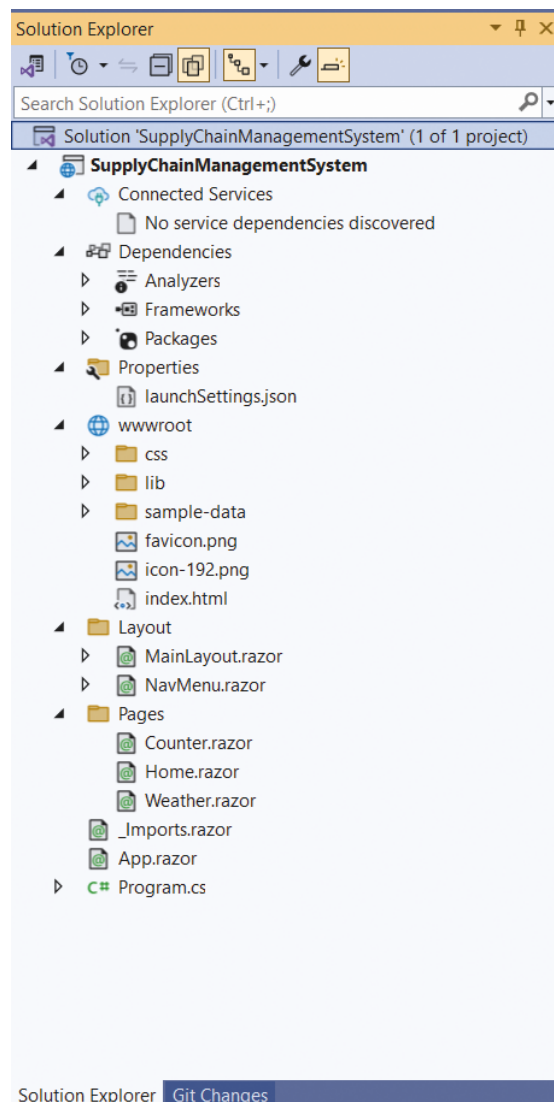 Solution Explorer
Search Solution Explorer (Ctrl+;)
Solution 'SupplyChainManagementSystem' (1 of 1 project)
SupplyChainManagementSystem
Connected Services
No service dependencies discovered
Dependencies
Analyzers
Frameworks
Packages
Properties
launchSettings.json
wwwroot
css
lib
sample-data
favicon.png
icon-192.png
index.html
Layout
MainLayout.razor
NavMenu.razor
Pages
Counter.razor
Home.razor
Weather.razor
_Imports.razor
App.razor
C# Program.cs
Solution Explorer Git Changes